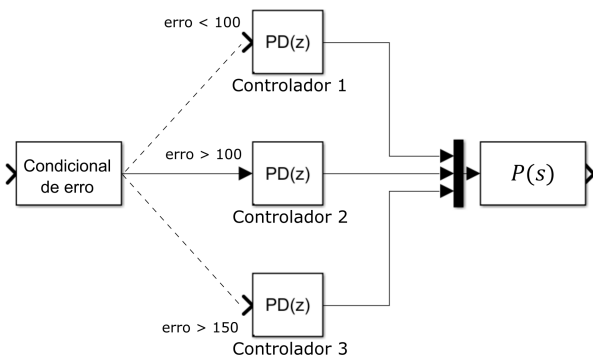 erro < 100
PD(z)
Controlador 1
Condicional
de erro
erro > 100
PD(z)
Controlador 2
P(s)
erro > 150
PD(z)
Controlador 3